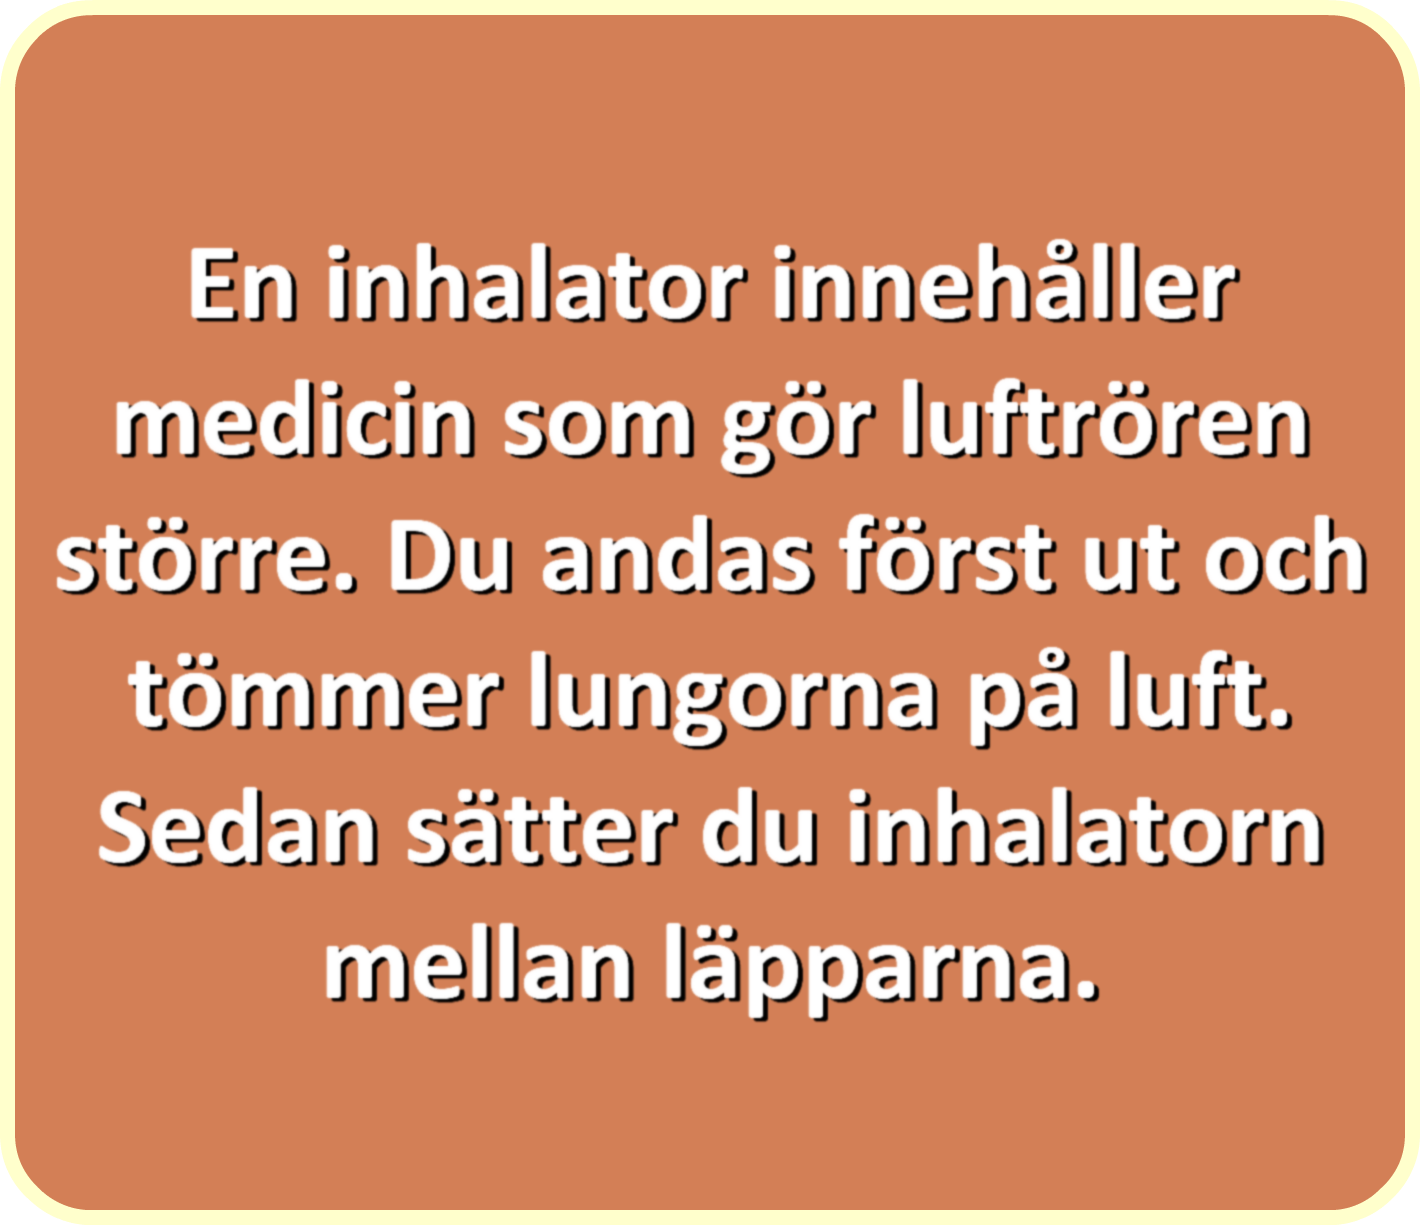 En inhalator innehåller
medicin som gör luftrören
större. Du andas först ut och
tömmer lungorna på luft.
Sedan sätter du inhalatorn
mellan läpparna.